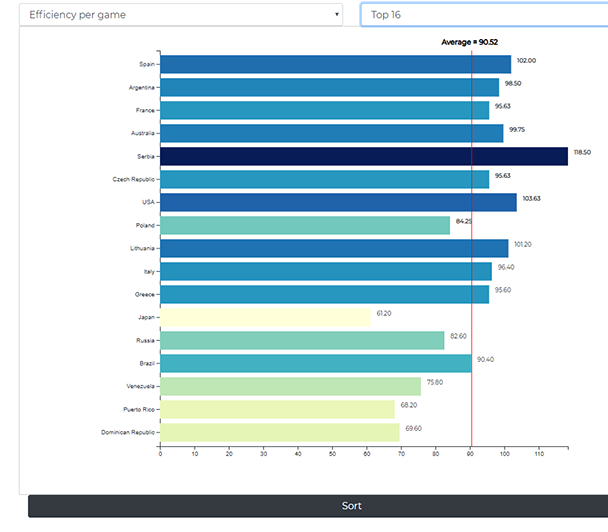 Efficiency per game
Top 16
Average = 90.52
Spain 102.00
Argentina 98.50
France 95.63
Australia 99.75
Serbia 118.50
Czech Republic 95.63
USA 103.63
Poland 84.25
Lithuania 101.20
Italy 96.40
Greece 95.60
Japan 61.20
Russia 82.60
Brazil 90.40
Venezuela 75.80
Puerto Rico 68.20
Dominican Republic 69.60
0 10 20 30 40 50 60 70 80 90 100 110
Sort